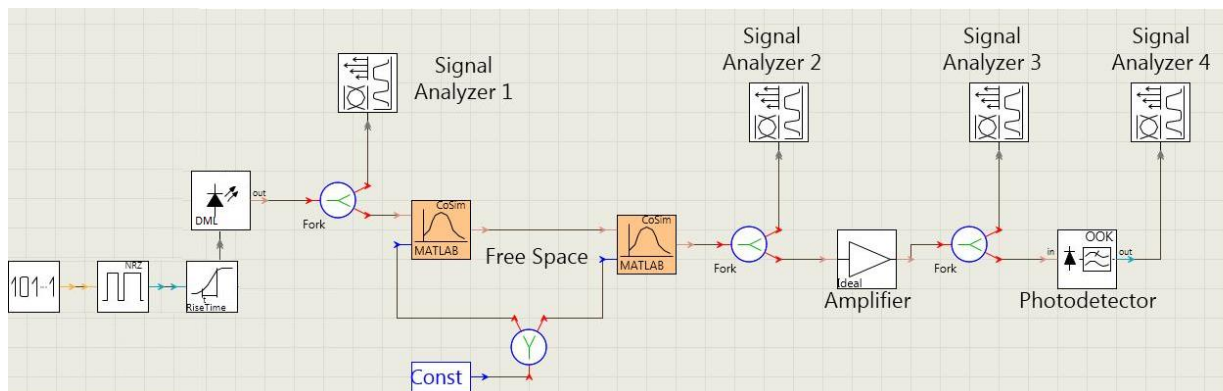 Signal
Analyzer 1
Signal
Analyzer 2
Signal
Analyzer 3
Signal
Analyzer 4
DML
out
Fork
CoSim
MATLAB
Free Space
CoSim
MATLAB
Fork
Ideal
Amplifier
Fork
in
OOK
out
Photodetector
101...1
NRZ
RiseTime
Const